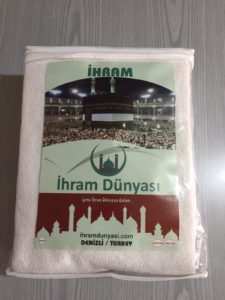 İHRAM
İhram Dünyası
ihramdunyasi.com
DENİZLİ / TURKEY